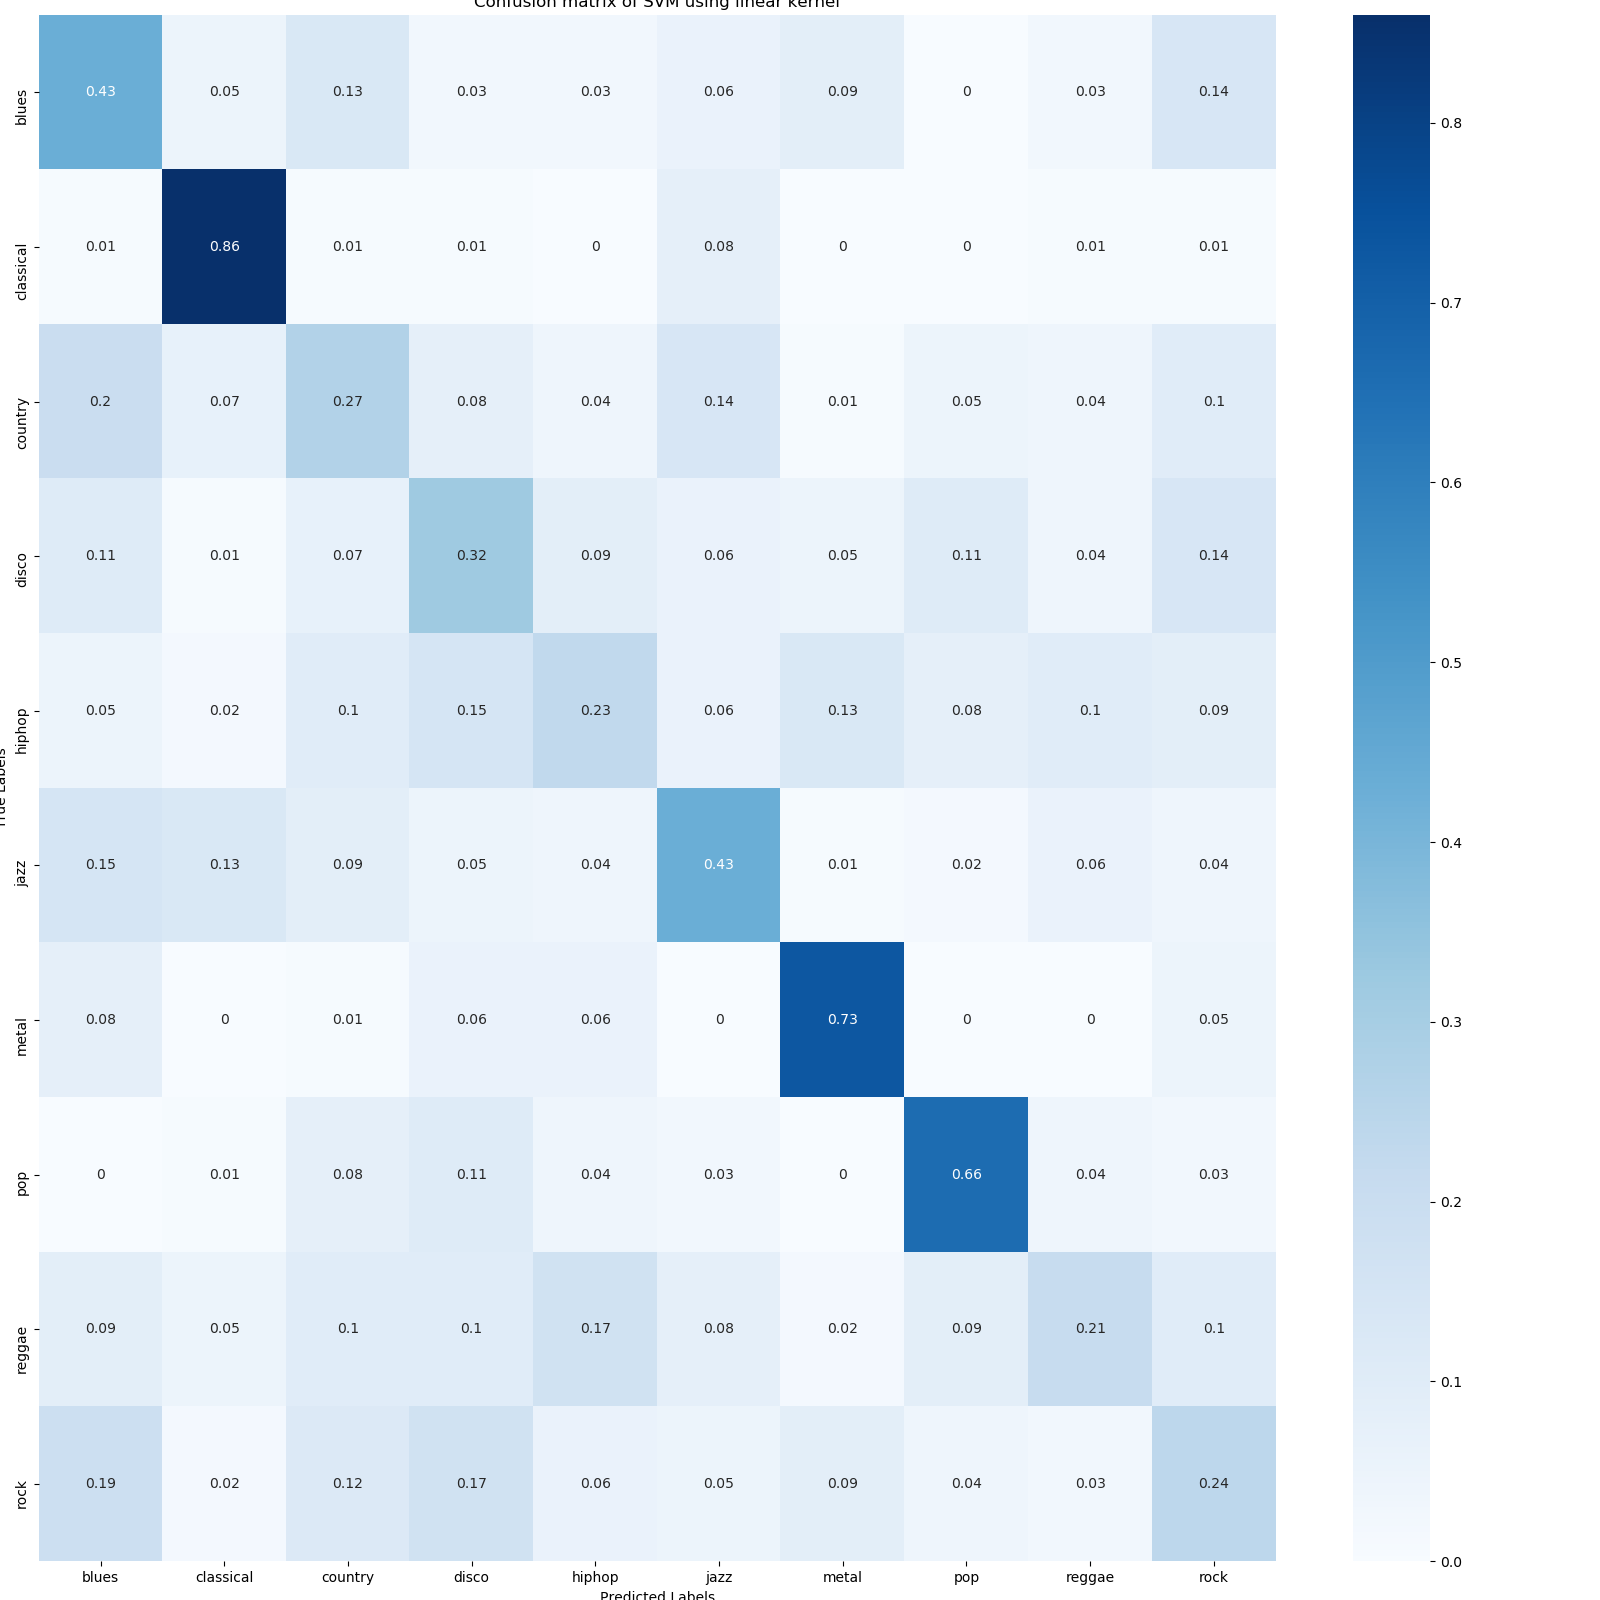 Confusion matrix of SVM using linear kernel
blues 0.43 0.05 0.13 0.03 0.03 0.06 0.09 0 0.03 0.14
classical 0.01 0.86 0.01 0.01 0 0.08 0 0 0.01 0.01
country 0.2 0.07 0.27 0.08 0.04 0.14 0.01 0.05 0.04 0.1
disco 0.11 0.01 0.07 0.32 0.09 0.06 0.05 0.11 0.04 0.14
hiphop 0.05 0.02 0.1 0.15 0.23 0.06 0.13 0.08 0.1 0.09
True Labels
jazz 0.15 0.13 0.09 0.05 0.04 0.43 0.01 0.02 0.06 0.04
metal 0.08 0 0.01 0.06 0.06 0 0.73 0 0 0.05
pop 0 0.01 0.08 0.11 0.04 0.03 0 0.66 0.04 0.03
reggae 0.09 0.05 0.1 0.1 0.17 0.08 0.02 0.09 0.21 0.1
rock 0.19 0.02 0.12 0.17 0.06 0.05 0.09 0.04 0.03 0.24
blues classical country disco hiphop jazz metal pop reggae rock
Predicted Labels
0.8
0.7
0.6
0.5
0.4
0.3
0.2
0.1
0.0